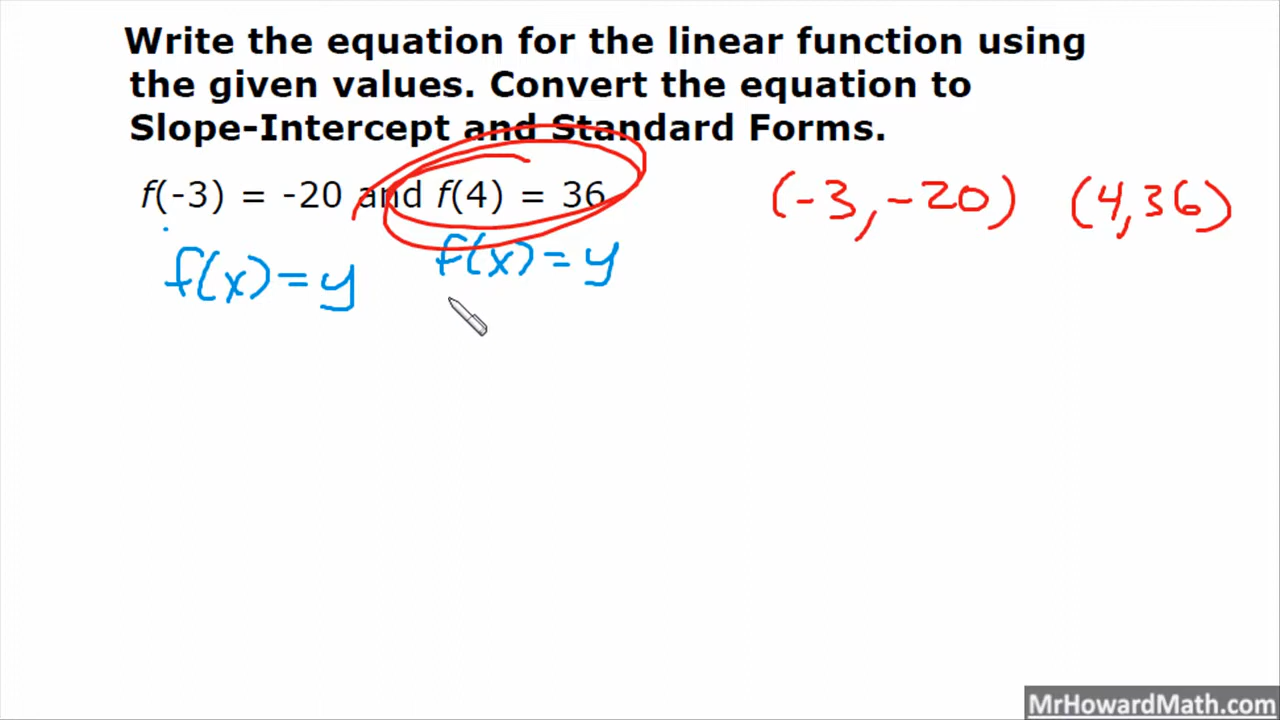 Write the equation for the linear function using
the given values. Convert the equation to
Slope-Intercept and Standard Forms.
f(-3) = -20 and f(4) = 36
(-3,-20) (4,36)
f(x)=y f(x)=y
MrHowardMath.com